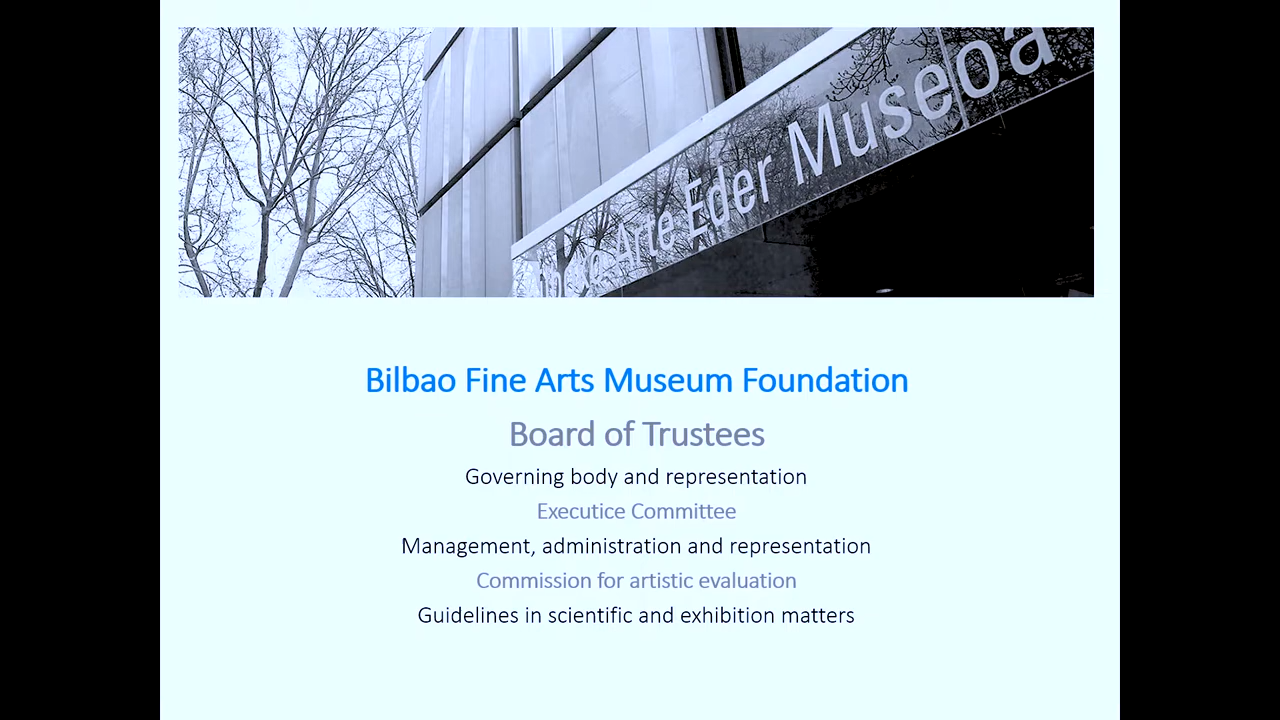 Arte Eder Museoa
Bilbao Fine Arts Museum Foundation
Board of Trustees
Governing body and representation
Executice Committee
Management, administration and representation
Commission for artistic evaluation
Guidelines in scientific and exhibition matters